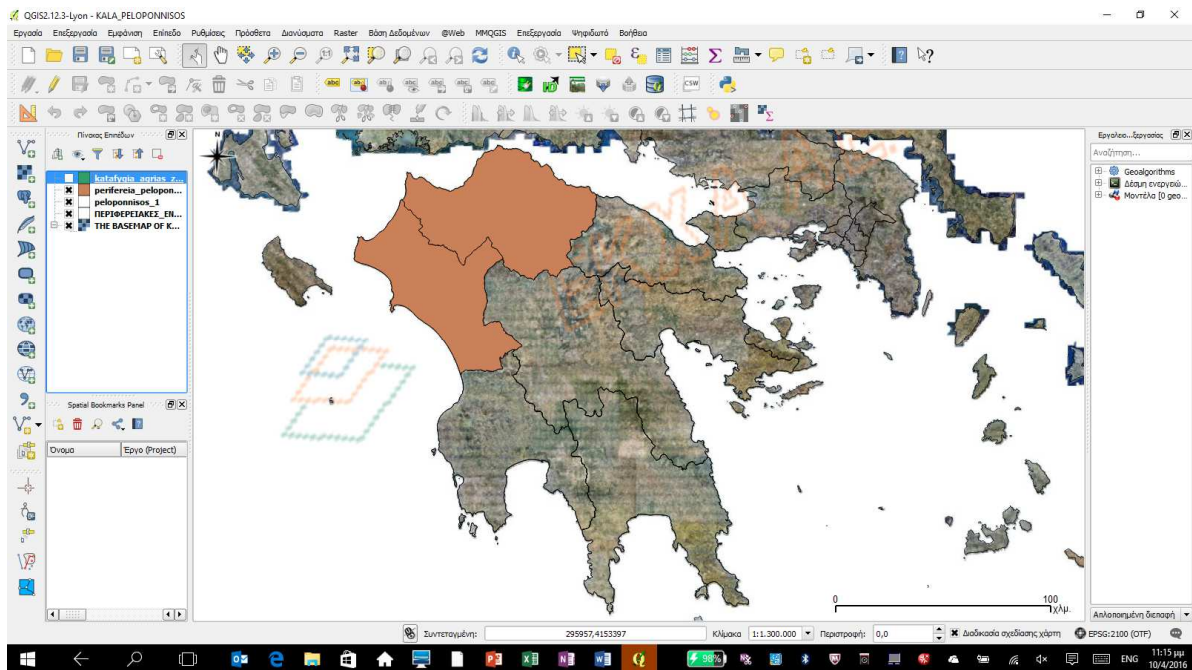 QGIS2.12.3-Lyon - KALA_PELOPONNISOS
Εργασία Επεξεργασία Εμφάνιση Επίπεδο Ρυθμίσεις Πρόσθετα Διανύσματα Raster Βάση Δεδομένων @Web MMQGIS Επεξεργασία Ψηφιδωτό Βοήθεια
CSW
Πίνακας Επιπέδων
katafygia_agrias_z...
perifereia_pelopon...
peloponnisos_1
ΠΕΡΙΦΕΡΕΙΑΚΕΣ_ΕΝ...
THE BASEMAP OF K...
Spatial Bookmarks Panel
Όνομα Έργο (Project)
N
S
0 100
χλμ.
Εργαλειο...ξεργασίας
Αναζήτηση...
Geoalgorithms
Δέσμη ενεργειώ...
Μοντέλα [0 geo...
Απλοποιημένη διεπαφή
Συντεταγμένη: 295957,4153397 Κλίμακα 1:1.300.000 Περιστροφή: 0,0 Διαδικασία σχεδίασης χάρτη EPSG:2100 (OTF)
98% ENG 11:15 μμ
10/4/2016